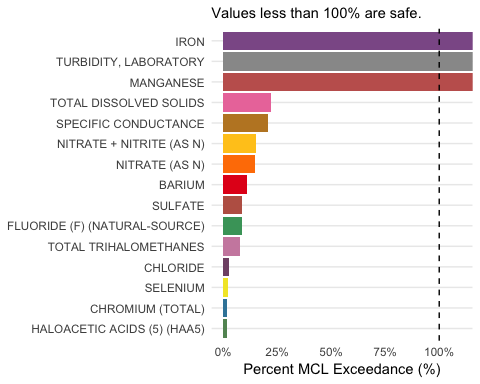 Values less than 100% are safe.
IRON
TURBIDITY, LABORATORY
MANGANESE
TOTAL DISSOLVED SOLIDS
SPECIFIC CONDUCTANCE
NITRATE + NITRITE (AS N)
NITRATE (AS N)
BARIUM
SULFATE
FLUORIDE (F) (NATURAL-SOURCE)
TOTAL TRIHALOMETHANES
CHLORIDE
SELENIUM
CHROMIUM (TOTAL)
HALOACETIC ACIDS (5) (HAA5)
0% 25% 50% 75% 100%
Percent MCL Exceedance (%)